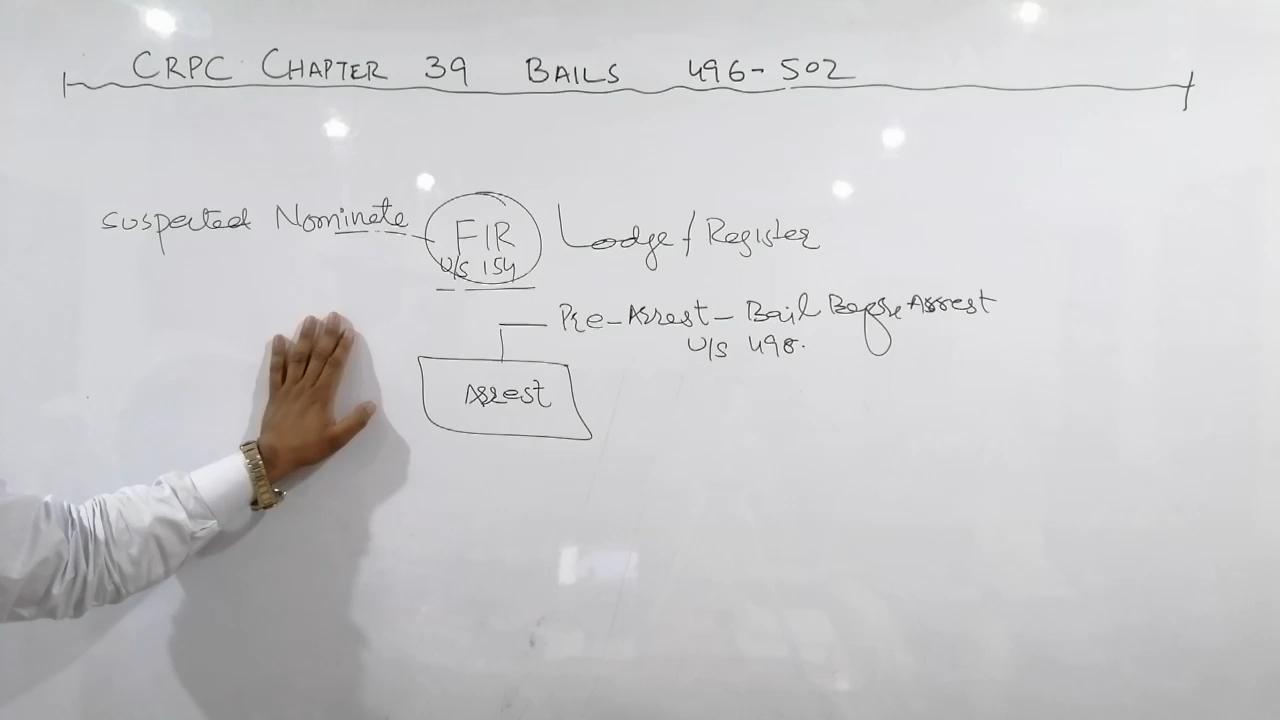 CRPC CHAPTER 39 BAILS 496-502
suspected Nominate FIR Lodge/Register
U/S 154
Pre-Arrest-Bail Before Arrest
U/S 498.
Arrest